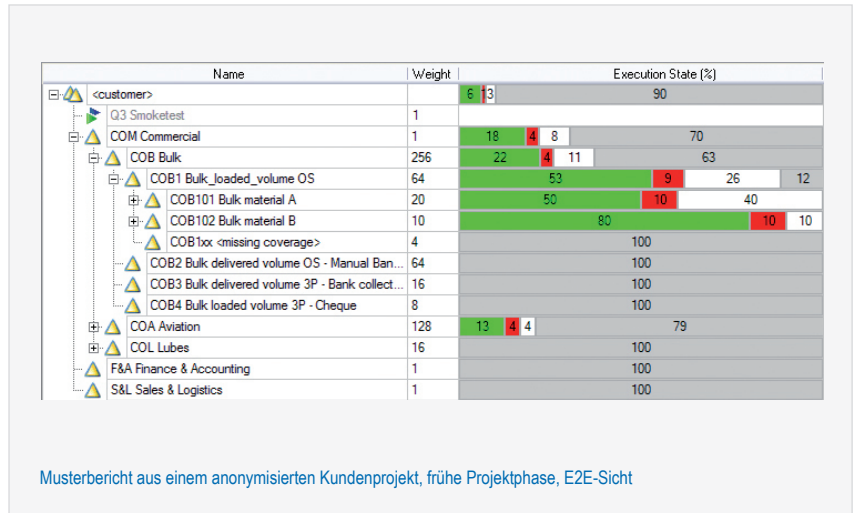 Name Weight Execution State (%)
<customer> 6 1 3 90
Q3 Smoketest 1
COM Commercial 1 18 4 8 70
COB Bulk 256 22 4 11 63
COB1 Bulk_loaded_volume OS 64 53 9 26 12
COB101 Bulk material A 20 50 10 40
COB102 Bulk material B 10 80 10 10
COB1xx <missing coverage> 4 100
COB2 Bulk delivered volume OS - Manual Ban... 64 100
COB3 Bulk delivered volume 3P - Bank collect... 16 100
COB4 Bulk loaded volume 3P - Cheque 8 100
COA Aviation 128 13 4 4 79
COL Lubes 16 100
F&A Finance & Accounting 1 100
S&L Sales & Logistics 1 100
Musterbericht aus einem anonymisierten Kundenprojekt, frühe Projektphase, E2E-Sicht